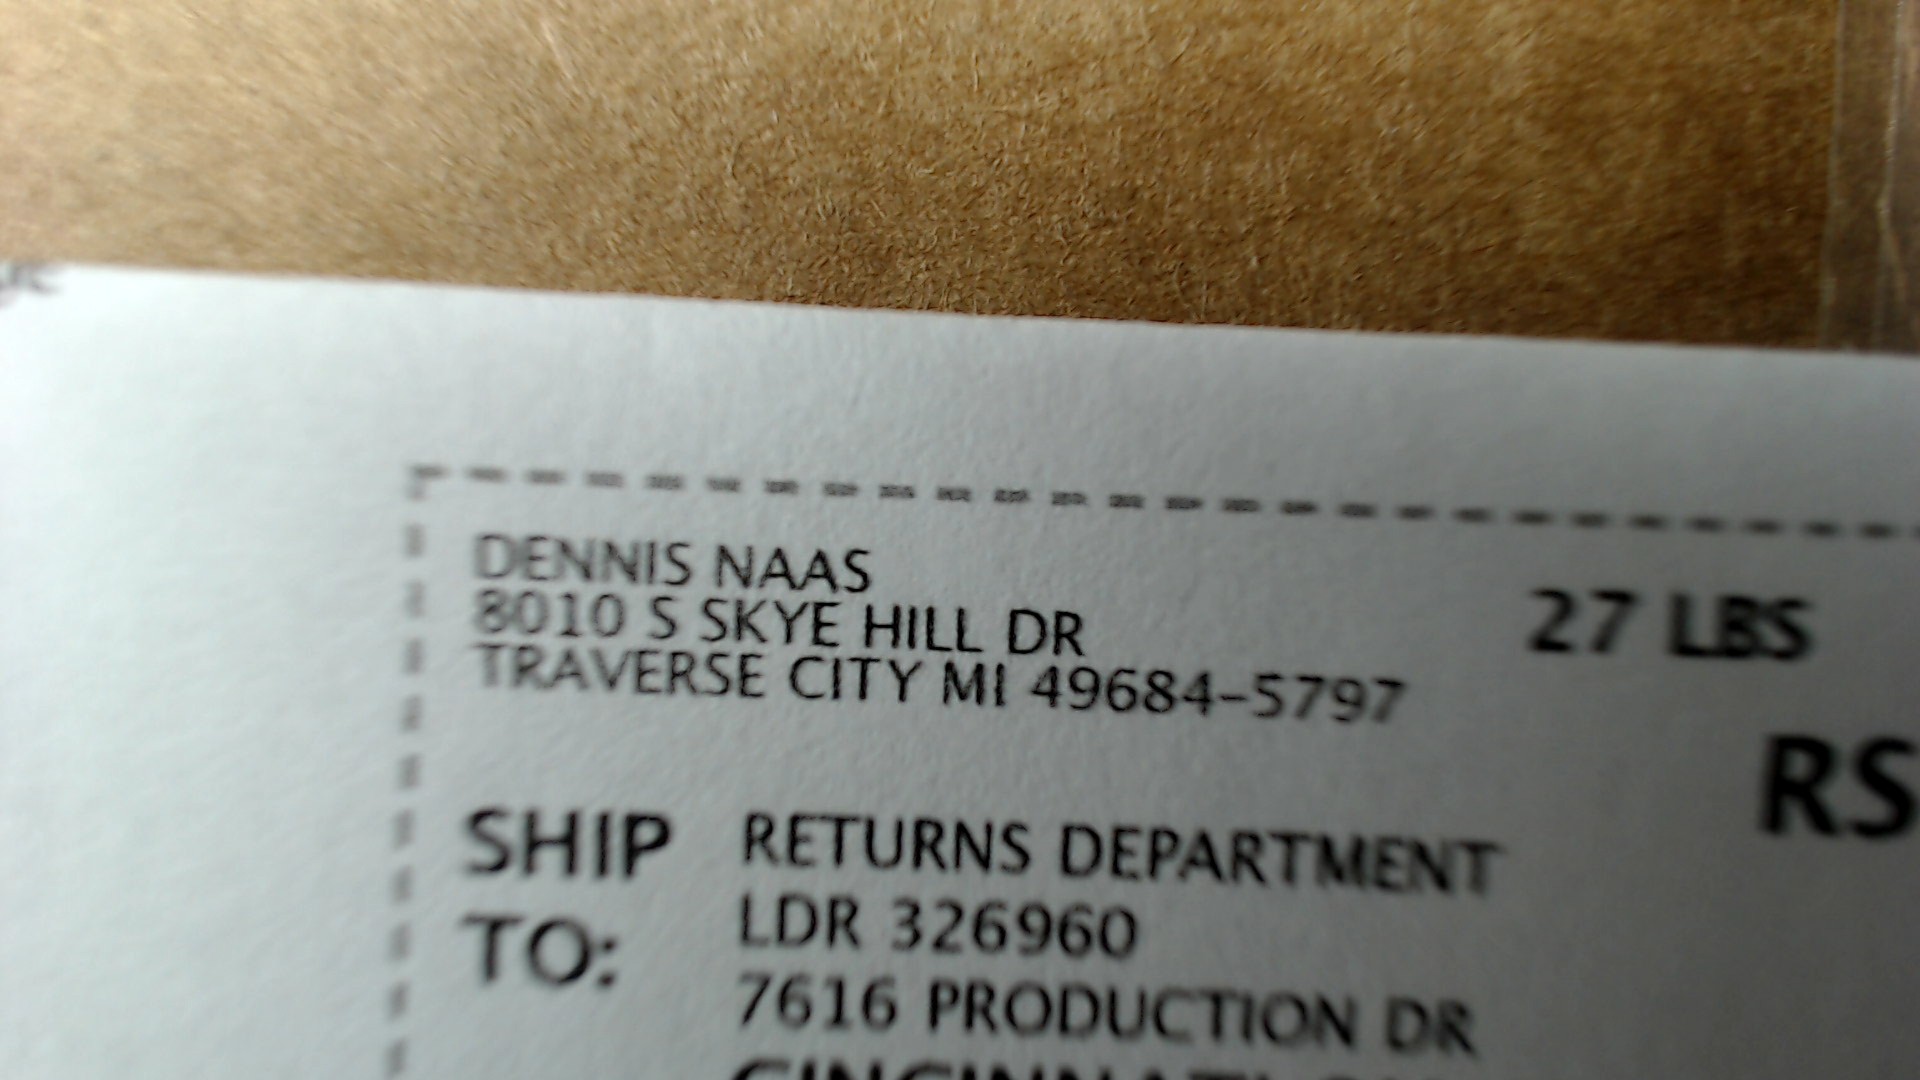 DENNIS NAAS
8010 S SKYE HILL DR
TRAVERSE CITY MI 49684-5797
27 LBS
RS
SHIP TO:
RETURNS DEPARTMENT
LDR 326960
7616 PRODUCTION DR